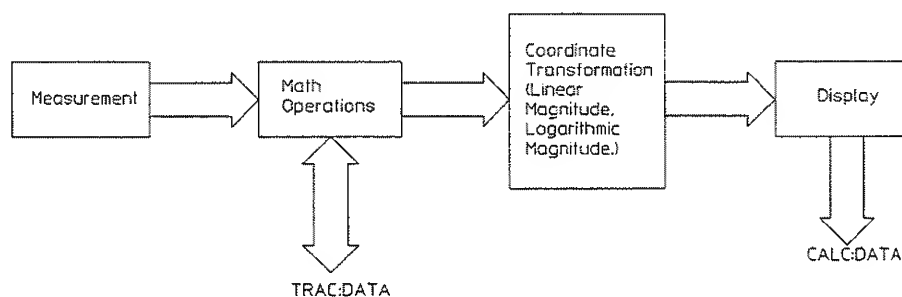 Measurement
Math
Operations
Coordinate
Transformation
(Linear
Magnitude,
Logarithmic
Magnitude.)
Display
TRAC:DATA
CALC:DATA